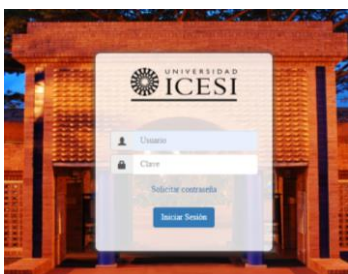 UNIVERSIDAD
ICESI
Usuario
Clave
Solicitar contraseña
Iniciar Sesión